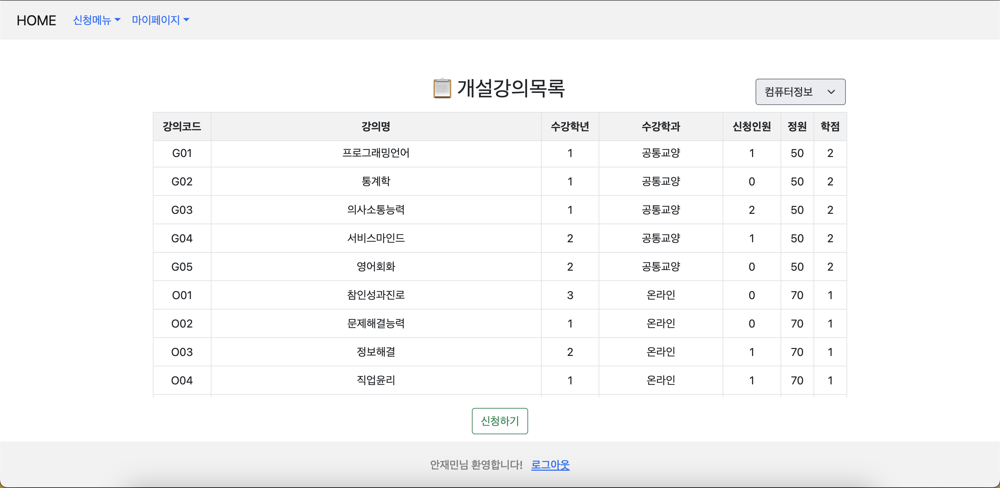 HOME 신청메뉴 마이페이지
개설강의목록
컴퓨터정보
강의코드 강의명 수강학년 수강학과 신청인원 정원 학점
G01 프로그래밍언어 1 공통교양 1 50 2
G02 통계학 1 공통교양 0 50 2
G03 의사소통능력 1 공통교양 2 50 2
G04 서비스마인드 2 공통교양 1 50 2
G05 영어회화 2 공통교양 0 50 2
O01 참인성과진로 3 온라인 0 70 1
O02 문제해결능력 1 온라인 0 70 1
O03 정보해결 2 온라인 1 70 1
O04 직업윤리 1 온라인 1 70 1
신청하기
안재민님 환영합니다! 로그아웃